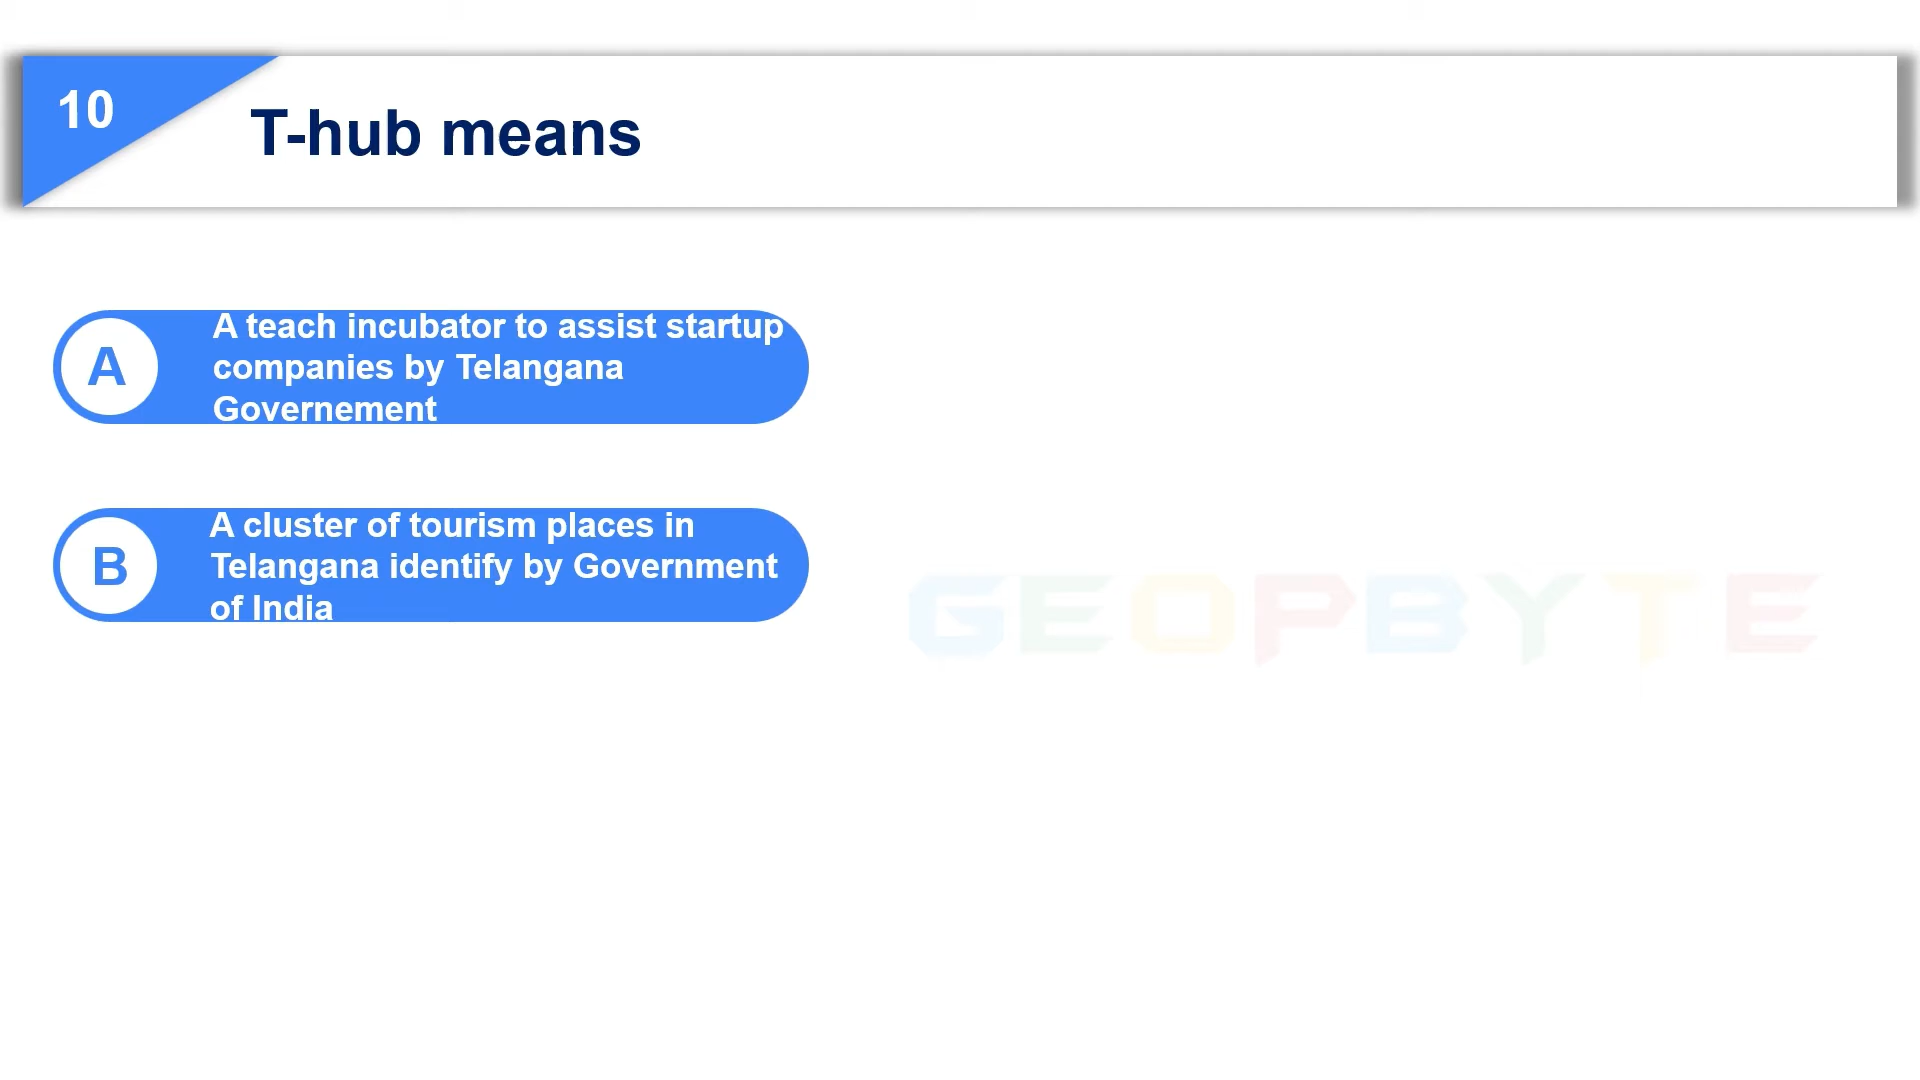 10
T-hub means
A
A teach incubator to assist startup
companies by Telangana
Governement
B
A cluster of tourism places in
Telangana identify by Government
of India
GEOPBYTE